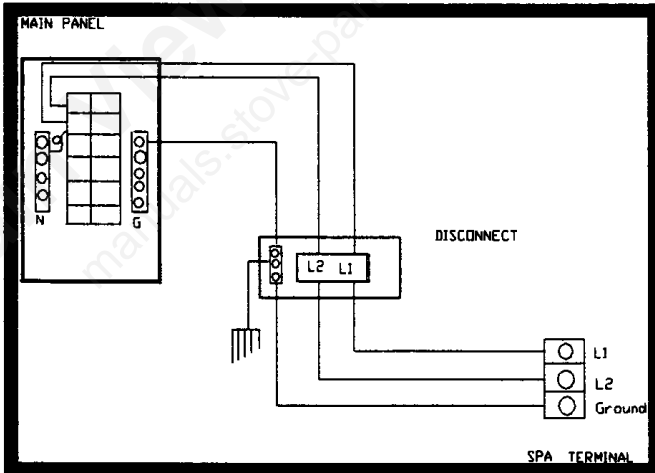 MAIN PANEL
N
G
DISCONNECT
L2 L1
L1
L2
Ground
SPA TERMINAL